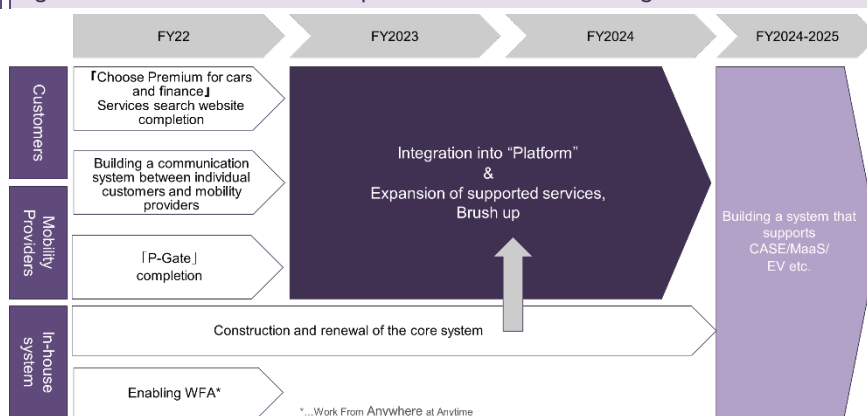 FY22
FY2023
FY2024
FY2024-2025
Customers
Mobility
Providers
In-house
system
『Choose Premium for cars
and finance』
Services search website
completion
Building a communication
system between individual
customers and mobility
providers
「P-Gate」
completion
Integration into “Platform”
&
Expansion of supported services,
Brush up
Building a system that
supports
CASE/MaaS/
EV etc.
Construction and renewal of the core system
Enabling WFA*
*...Work From Anywhere at Anytime